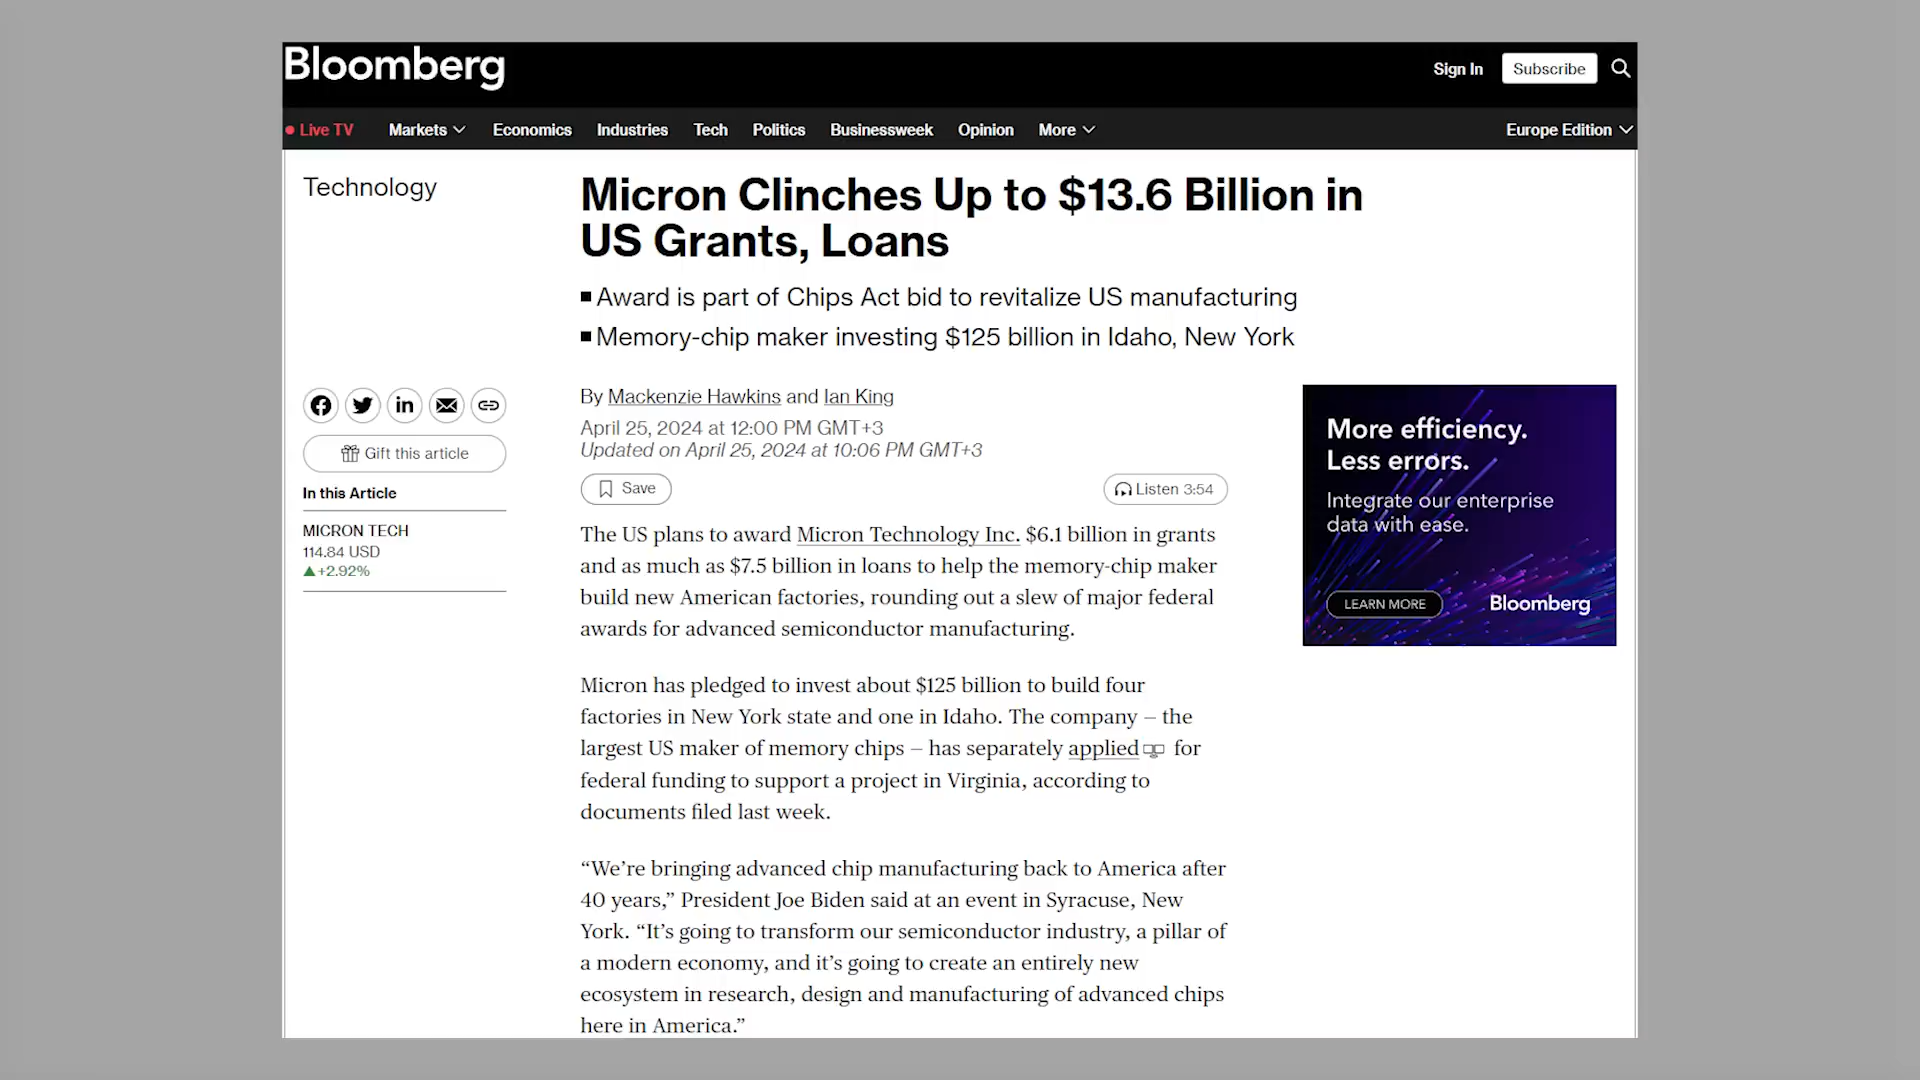 Bloomberg
Sign In
Subscribe
Live TV
Markets
Economics
Industries
Tech
Politics
Businessweek
Opinion
More
Europe Edition
Technology
Micron Clinches Up to $13.6 Billion in
US Grants, Loans
Award is part of Chips Act bid to revitalize US manufacturing
Memory-chip maker investing $125 billion in Idaho, New York
Gift this article
In this Article
MICRON TECH
114.84 USD
▲+2.92%
By Mackenzie Hawkins and Ian King
April 25, 2024 at 12:00 PM GMT+3
Updated on April 25, 2024 at 10:06 PM GMT+3
Save
Listen 3:54
The US plans to award Micron Technology Inc. $6.1 billion in grants
and as much as $7.5 billion in loans to help the memory-chip maker
build new American factories, rounding out a slew of major federal
awards for advanced semiconductor manufacturing.
Micron has pledged to invest about $125 billion to build four
factories in New York state and one in Idaho. The company – the
largest US maker of memory chips – has separately applied for
federal funding to support a project in Virginia, according to
documents filed last week.
“We’re bringing advanced chip manufacturing back to America after
40 years,” President Joe Biden said at an event in Syracuse, New
York. “It’s going to transform our semiconductor industry, a pillar of
a modern economy, and it’s going to create an entirely new
ecosystem in research, design and manufacturing of advanced chips
here in America.”
More efficiency.
Less errors.
Integrate our enterprise
data with ease.
LEARN MORE
Bloomberg